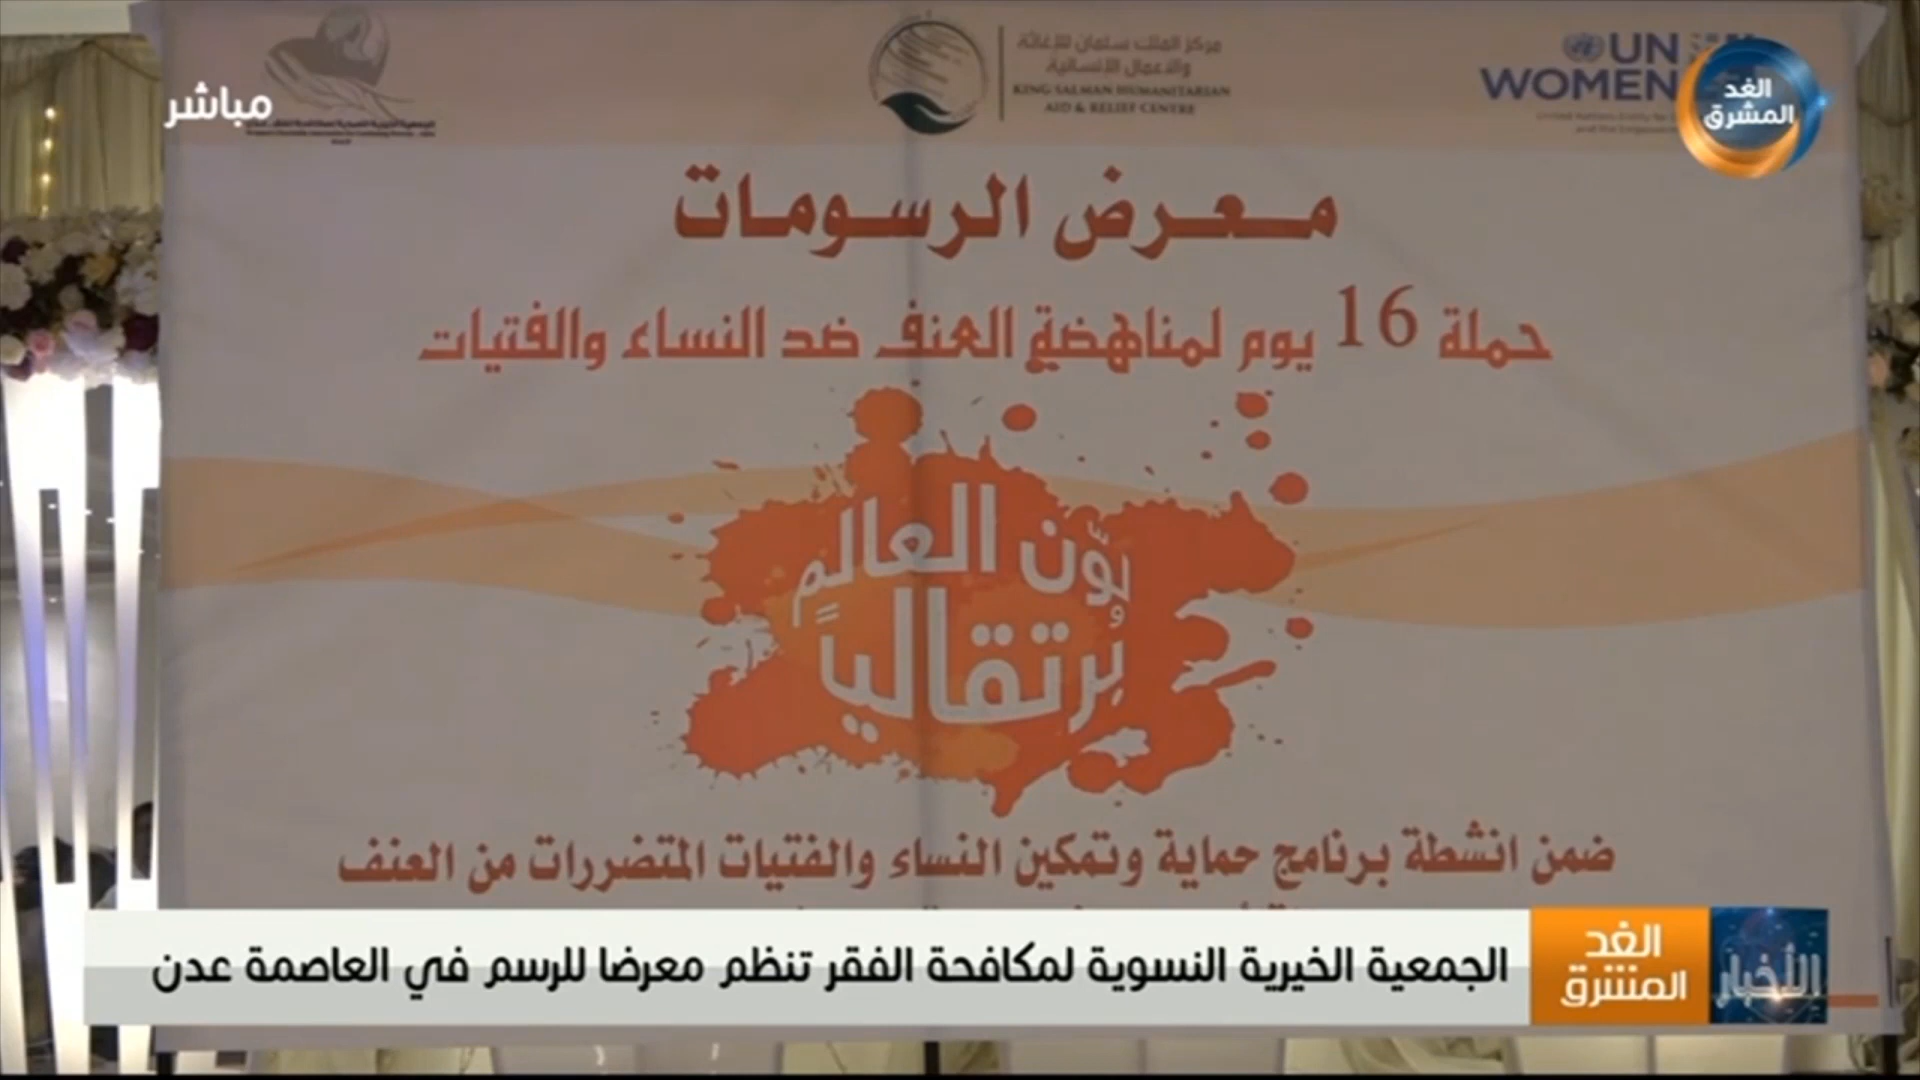 مباشر
مركز الملك سلمان للإغاثة
والأعمال الإنسانية
KING SALMAN HUMANITARIAN
AID & RELIEF CENTRE
UN
WOMEN
الغد
المشرق
معرض الرسومات
حملة 16 يوم لمناهضة العنف ضد النساء والفتيات
لوّن العالم
بُرتقالياً
ضمن انشطة برنامج حماية وتمكين النساء والفتيات المتضررات من العنف
الأخبار
الغد
المشرق
الجمعية الخيرية النسوية لمكافحة الفقر تنظم معرضا للرسم في العاصمة عدن